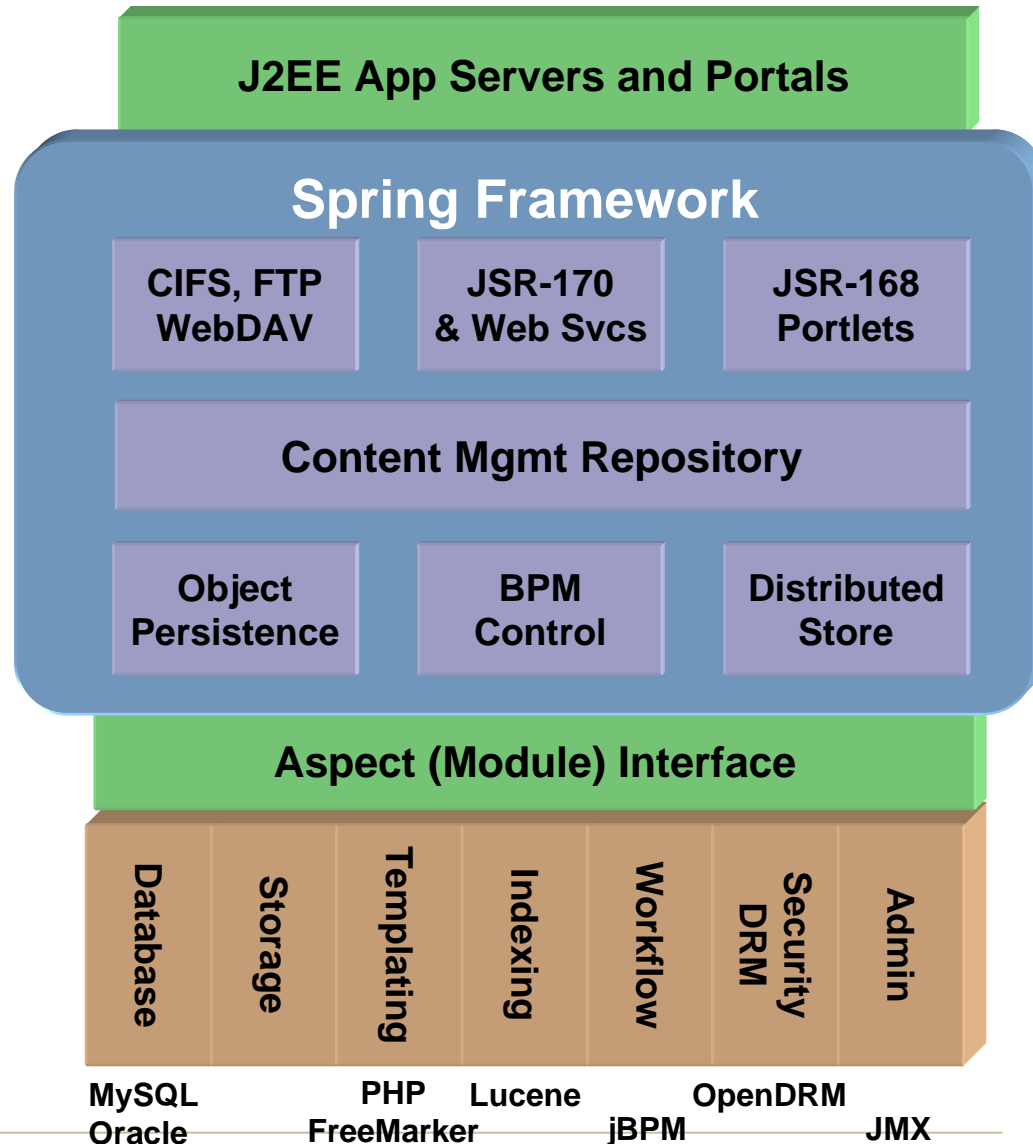 J2EE App Servers and Portals
Spring Framework
CIFS, FTP
WebDAV
JSR-170
& Web Svcs
JSR-168
Portlets
Content Mgmt Repository
Object
Persistence
BPM
Control
Distributed
Store
Aspect (Module) Interface
Database
Storage
Templating
Indexing
Workflow
Security
DRM
Admin
MySQL
Oracle
PHP
FreeMarker
Lucene
jBPM
OpenDRM
JMX